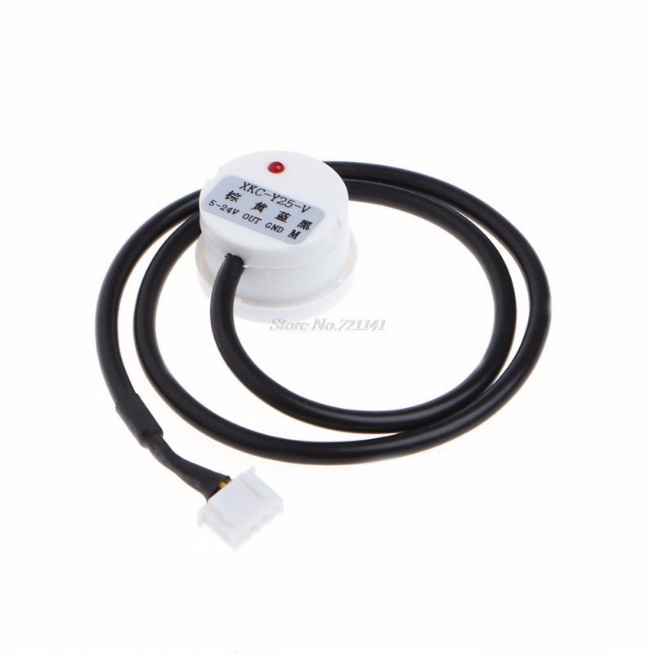 XKC-Y25-V
棕 黄 蓝 黑
5-24V OUT GND M
Store No.721141